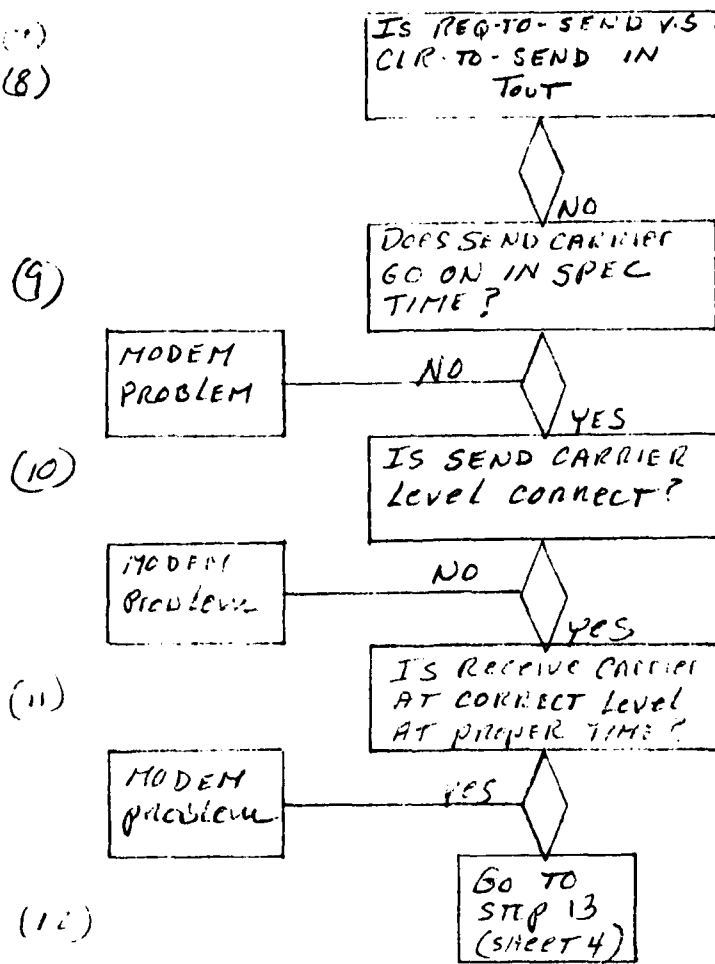 (8)
IS REQ-TO-SEND V.S
CLR-TO-SEND IN
TOUT
NO
(9)
DOES SEND CARRIER
GO ON IN SPEC
TIME?
MODEM
PROBLEM
NO
YES
(10)
IS SEND CARRIER
Level CORRECT?
MODEM
Problem
NO
yes
(11)
IS Receive CARRIER
AT CORRECT Level
AT PROPER TIME?
MODEM
problem
yes
GO TO
STEP 13
(SHEET 4)